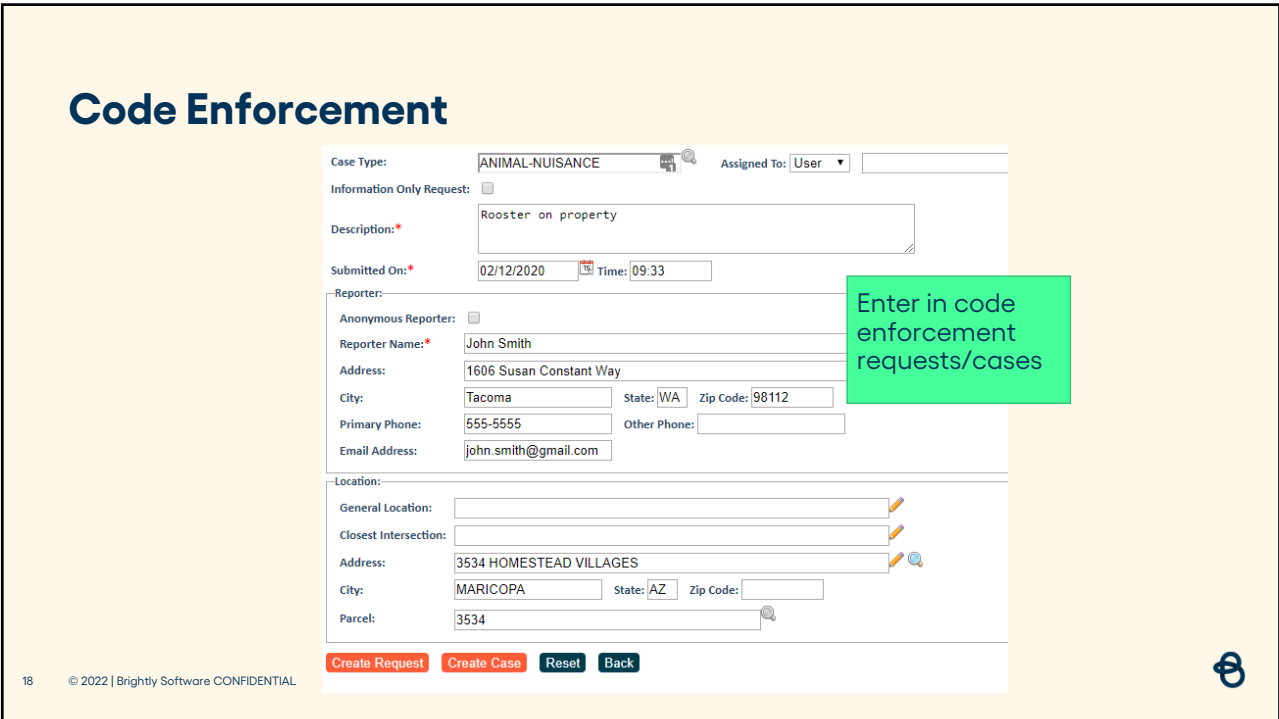 Code Enforcement
Case Type: ANIMAL-NUISANCE Assigned To: User
Information Only Request:
Description:* Rooster on property
Submitted On:* 02/12/2020 15 Time: 09:33
Reporter:
Anonymous Reporter:
Reporter Name:* John Smith
Address: 1606 Susan Constant Way
City: Tacoma State: WA Zip Code: 98112
Primary Phone: 555-5555 Other Phone:
Email Address: john.smith@gmail.com
Enter in code
enforcement
requests/cases
Location:
General Location:
Closest Intersection:
Address: 3534 HOMESTEAD VILLAGES
City: MARICOPA State: AZ Zip Code:
Parcel: 3534
Create Request Create Case Reset Back
18 © 2022 | Brightly Software CONFIDENTIAL